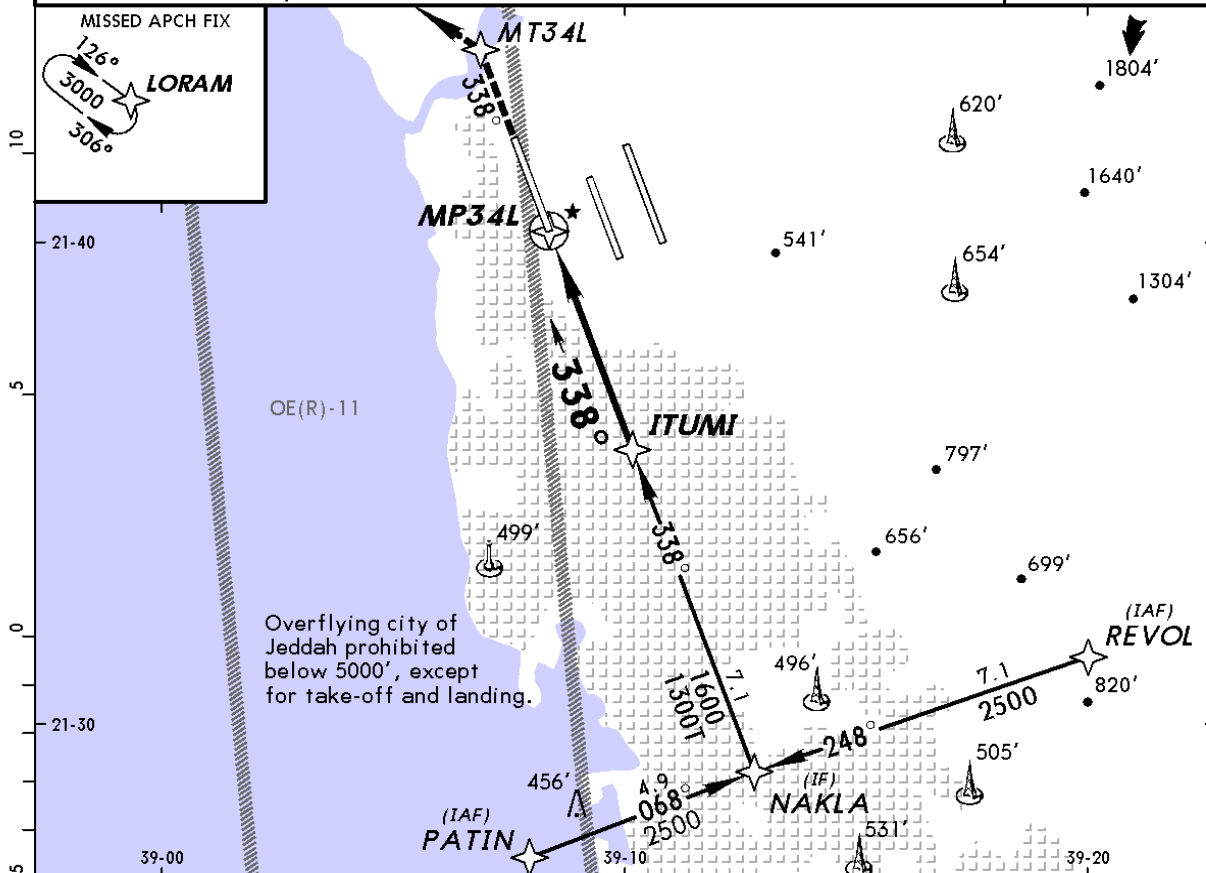 MISSED APCH FIX
126°
LORAM
3000
306°
MT34L
338°
1804'
620'
10
1640'
MP34L
21-40
541'
654'
1304'
338°
5
OE(R)-11
ITUMI
797'
499'
338°
656'
699'
0
Overflying city of
Jeddah prohibited
below 5000', except
for take-off and landing.
(IAF)
REVOL
496'
7.1
7.1
1600
1300T
2500
820'
21-30
248°
505'
456'
4.9
068°
2500
(IF)
NAKLA
(IAF)
PATIN
531'
39-00
39-10
39-20
5